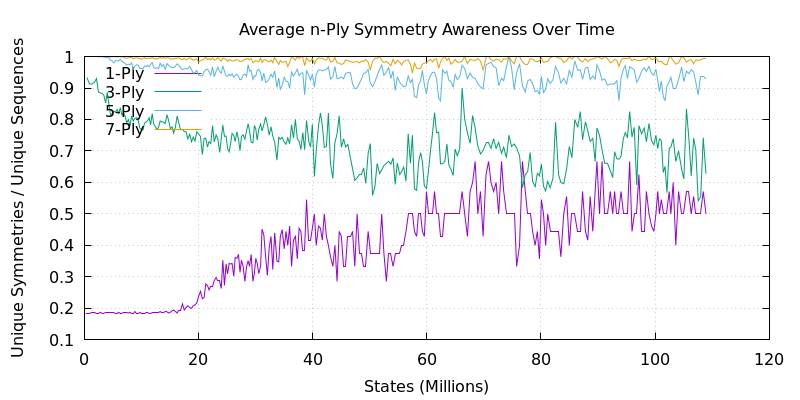 Average n-Ply Symmetry Awareness Over Time
Unique Symmetries / Unique Sequences
1
0.9
0.8
0.7
0.6
0.5
0.4
0.3
0.2
0.1
1-Ply
3-Ply
5-Ply
7-Ply
0 20 40 60 80 100 120
States (Millions)